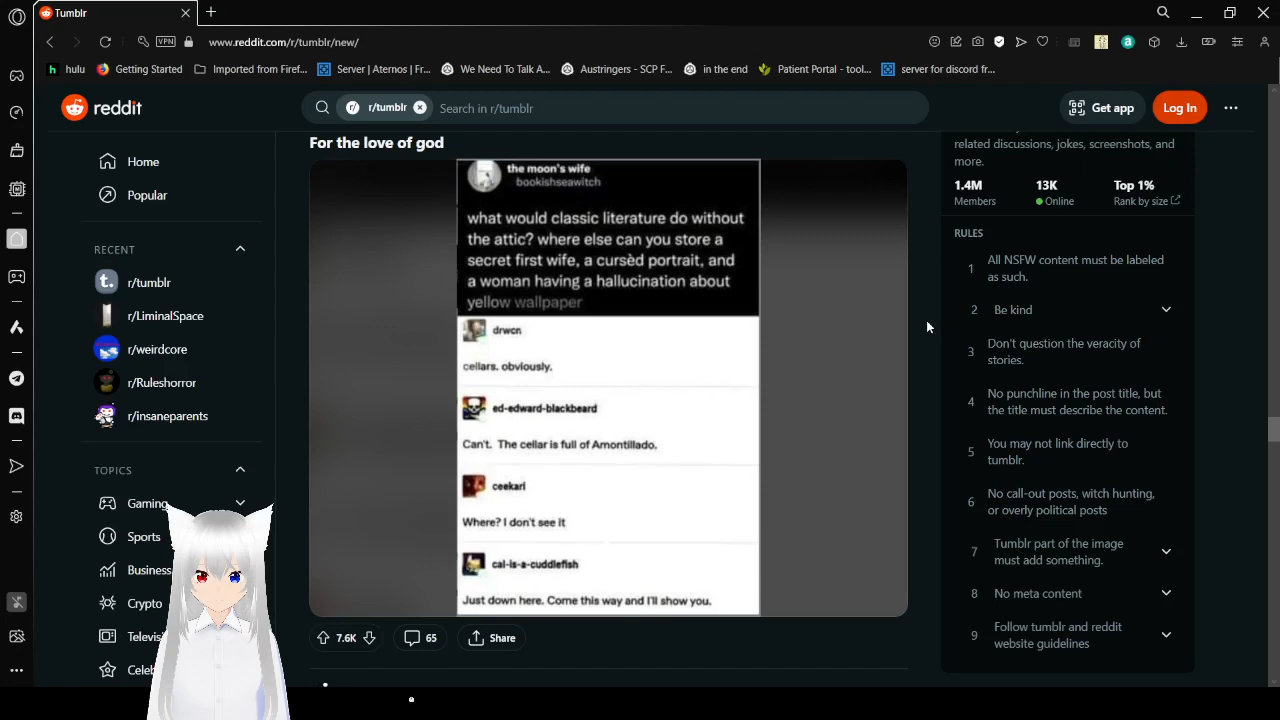 Tumblr
VPN
www.reddit.com/r/tumblr/new/
hulu
Getting Started
Imported from Firef...
Server | Aternos | Fr...
We Need To Talk A...
Austringers - SCP F...
in the end
Patient Portal - tool...
server for discord fr...
reddit
r/tumblr
Search in r/tumblr
Get app
Log In
Home
Popular
RECENT
r/tumblr
r/LiminalSpace
r/weirdcore
r/Ruleshorror
r/insaneparents
TOPICS
Gaming
Sports
Business
Crypto
Televis
Celeb
For the love of god
the moon's wife
bookishseawitch
what would classic literature do without
the attic? where else can you store a
secret first wife, a cursèd portrait, and
a woman having a hallucination about
yellow wallpaper
drwcn
cellars. obviously.
ed-edward-blackbeard
Can't. The cellar is full of Amontillado.
ceekari
Where? I don't see it
cal-is-a-cuddlefish
Just down here. Come this way and I'll show you.
7.6K
65
Share
related discussions, jokes, screenshots, and
more.
1.4M
Members
13K
Online
Top 1%
Rank by size
RULES
1 All NSFW content must be labeled
as such.
2 Be kind
3 Don't question the veracity of
stories.
4 No punchline in the post title, but
the title must describe the content.
5 You may not link directly to
tumblr.
6 No call-out posts, witch hunting,
or overly political posts
7 Tumblr part of the image
must add something.
8 No meta content
9 Follow tumblr and reddit
website guidelines